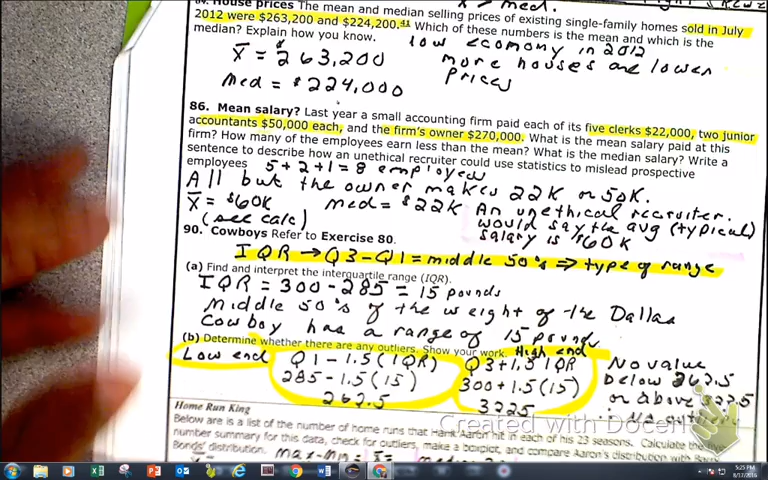 x > med.
84. House prices The mean and median selling prices of existing single-family homes sold in July
2012 were $263,200 and $224,200.41 Which of these numbers is the mean and which is the
median? Explain how you know.
low economy in 2012
x̄ = $263,200
more houses are lower
prices
med = $224,000
86. Mean salary? Last year a small accounting firm paid each of its five clerks $22,000, two junior
accountants $50,000 each, and the firm's owner $270,000. What is the mean salary paid at this
firm? How many of the employees earn less than the mean? What is the median salary? Write a
sentence to describe how an unethical recruiter could use statistics to mislead prospective
employees 5+2+1=8 employees
All but the owner makes 22K or 50K.
x̄ = $60K med = $22K An unethical recruiter
(see calc) would say the avg (typical)
salary is $60K
90. Cowboys Refer to Exercise 80.
IQR → Q3-Q1 = middle 50% ⇒ type of range
(a) Find and interpret the interquartile range (IQR).
IQR = 300 - 285 = 15 pounds
Middle 50% of the weight of the Dallas
Cowboy has a range of 15 pounds
(b) Determine whether there are any outliers. Show your work. High end
Low end Q1 - 1.5(IQR) Q3 + 1.5 IQR No value
285 - 1.5(15) 300 + 1.5(15) below 262.5
262.5 322.5 or above 322.5
∴ No
Home Run King
Created With
Below are a list of the number of home runs that Hank Aaron hit in each of his 23 seasons. Calculate the
number summary for this data, check for outliers, make a boxplot, and compare Aaron's distribution with
Bonds' distribution. max-min =
5:25 PM
8/17/2016